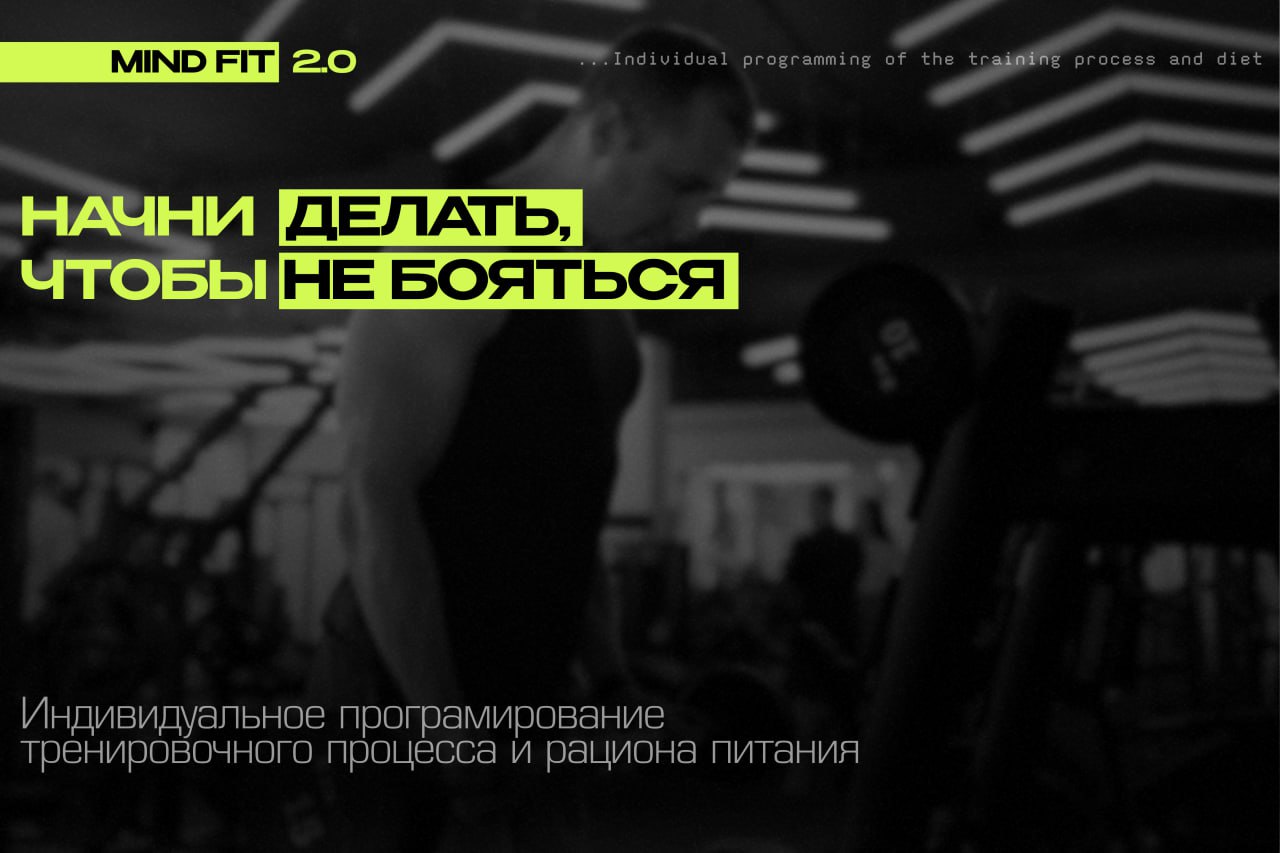 MIND FIT 2.0
...Individual programming of the training process and diet
НАЧНИ ДЕЛАТЬ,
ЧТОБЫ НЕ БОЯТЬСЯ
Индивидуальное програмирование
тренировочного процесса и рациона питания